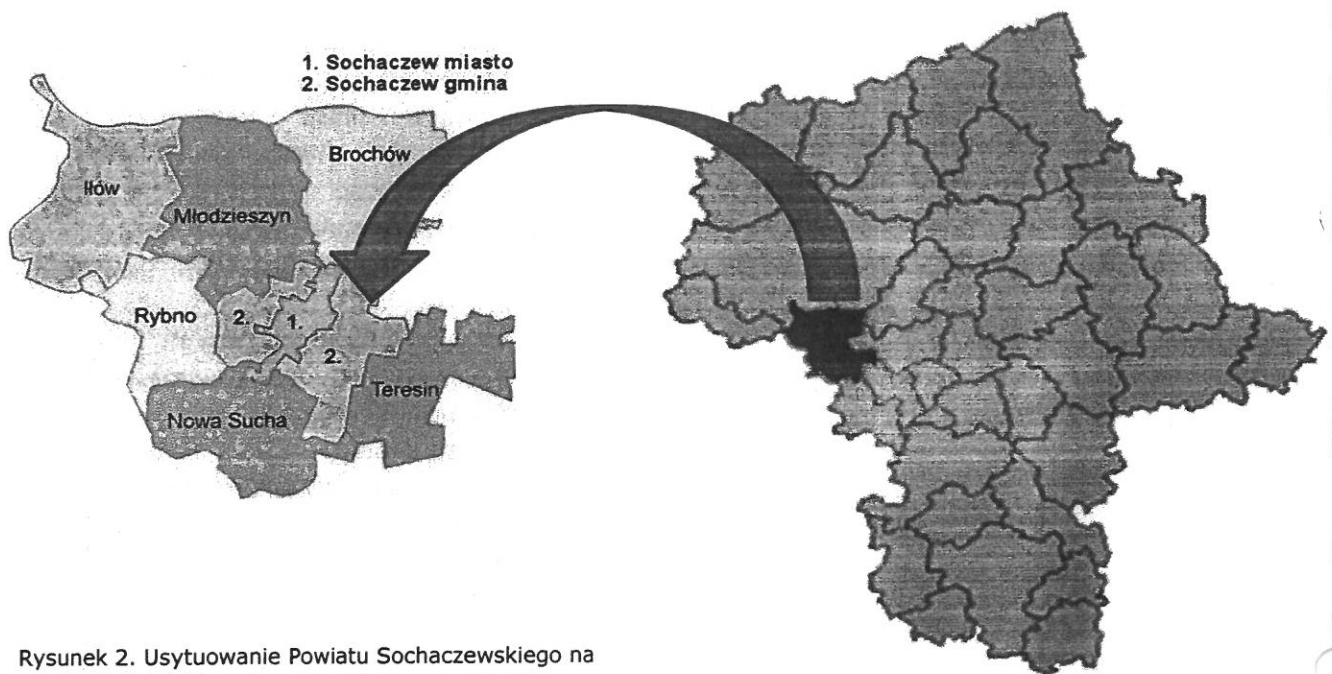 1. Sochaczew miasto
2. Sochaczew gmina
Brochów
Iłów
Młodzieszyn
Rybno
2.
1.
2.
Teresin
Nowa Sucha
Rysunek 2. Usytuowanie Powiatu Sochaczewskiego na